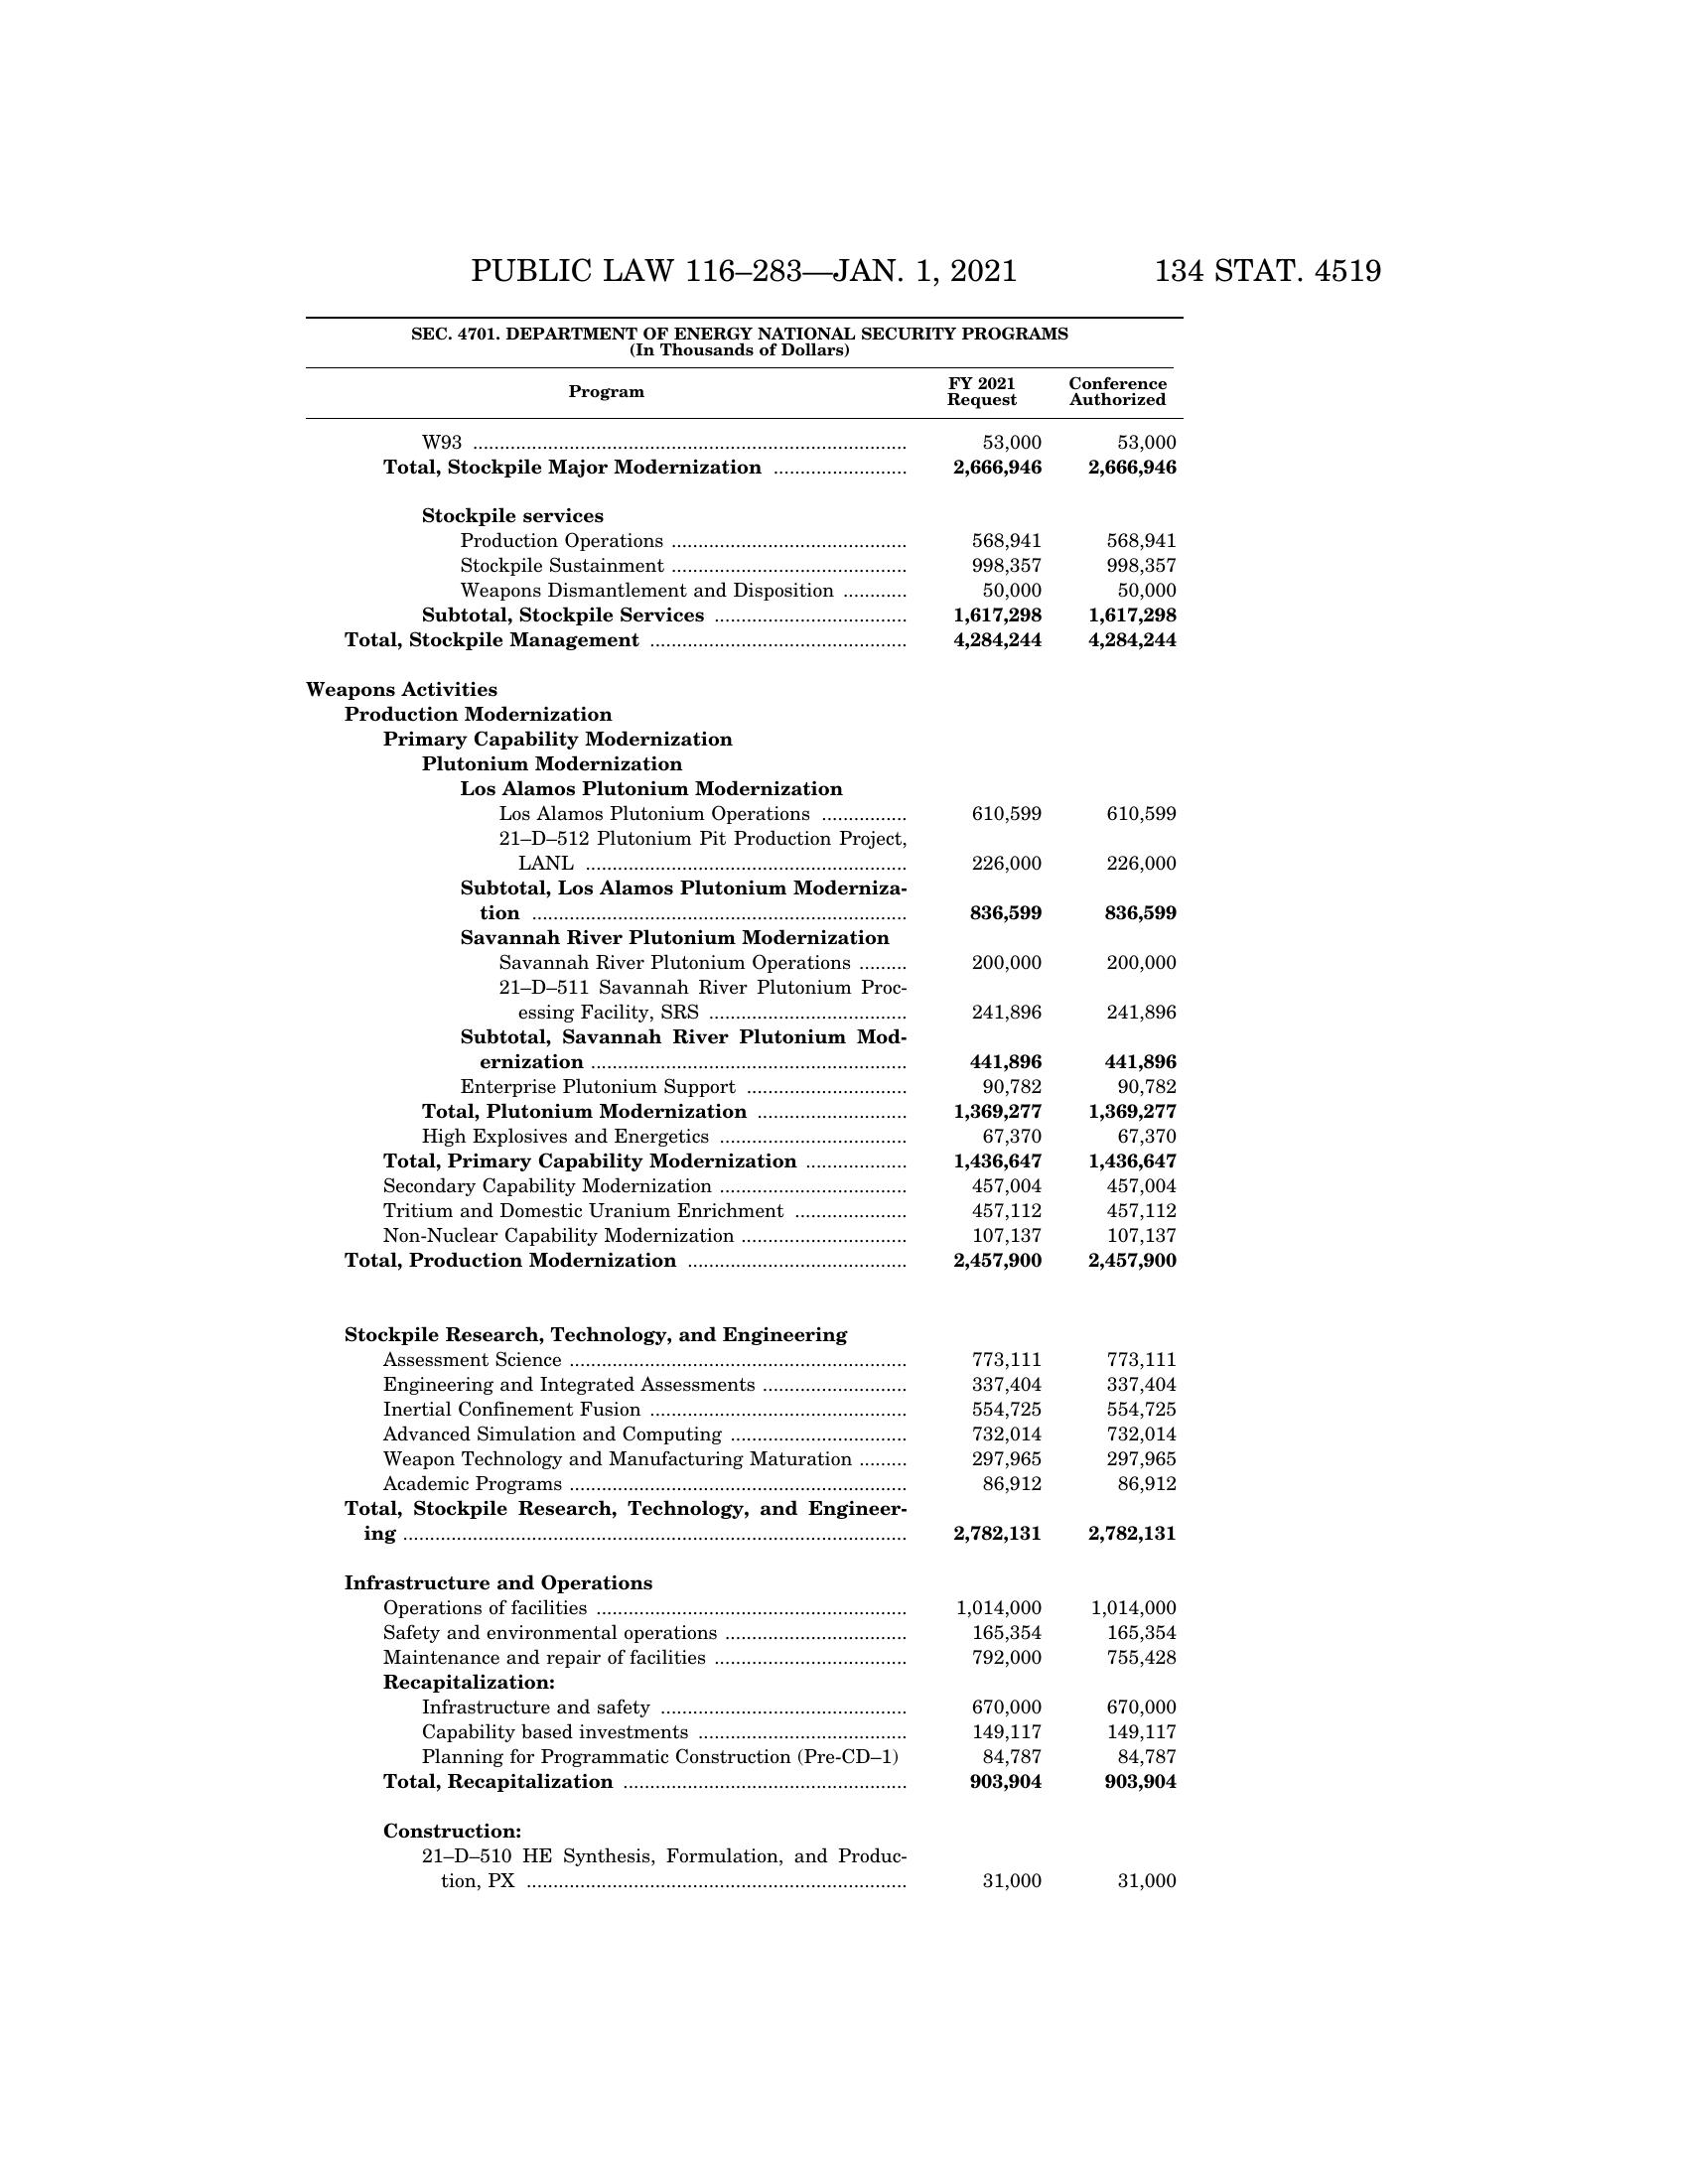 PUBLIC LAW 116–283—JAN. 1, 2021 134 STAT. 4519
SEC. 4701. DEPARTMENT OF ENERGY NATIONAL SECURITY PROGRAMS
(In Thousands of Dollars)
Program FY 2021 Request Conference Authorized
W93 53,000 53,000
Total, Stockpile Major Modernization 2,666,946 2,666,946
Stockpile services
Production Operations 568,941 568,941
Stockpile Sustainment 998,357 998,357
Weapons Dismantlement and Disposition 50,000 50,000
Subtotal, Stockpile Services 1,617,298 1,617,298
Total, Stockpile Management 4,284,244 4,284,244
Weapons Activities
Production Modernization
Primary Capability Modernization
Plutonium Modernization
Los Alamos Plutonium Modernization
Los Alamos Plutonium Operations 610,599 610,599
21–D–512 Plutonium Pit Production Project,
LANL 226,000 226,000
Subtotal, Los Alamos Plutonium Moderniza-
tion 836,599 836,599
Savannah River Plutonium Modernization
Savannah River Plutonium Operations 200,000 200,000
21–D–511 Savannah River Plutonium Proc-
essing Facility, SRS 241,896 241,896
Subtotal, Savannah River Plutonium Mod-
ernization 441,896 441,896
Enterprise Plutonium Support 90,782 90,782
Total, Plutonium Modernization 1,369,277 1,369,277
High Explosives and Energetics 67,370 67,370
Total, Primary Capability Modernization 1,436,647 1,436,647
Secondary Capability Modernization 457,004 457,004
Tritium and Domestic Uranium Enrichment 457,112 457,112
Non-Nuclear Capability Modernization 107,137 107,137
Total, Production Modernization 2,457,900 2,457,900
Stockpile Research, Technology, and Engineering
Assessment Science 773,111 773,111
Engineering and Integrated Assessments 337,404 337,404
Inertial Confinement Fusion 554,725 554,725
Advanced Simulation and Computing 732,014 732,014
Weapon Technology and Manufacturing Maturation 297,965 297,965
Academic Programs 86,912 86,912
Total, Stockpile Research, Technology, and Engineer-
ing 2,782,131 2,782,131
Infrastructure and Operations
Operations of facilities 1,014,000 1,014,000
Safety and environmental operations 165,354 165,354
Maintenance and repair of facilities 792,000 755,428
Recapitalization:
Infrastructure and safety 670,000 670,000
Capability based investments 149,117 149,117
Planning for Programmatic Construction (Pre-CD–1) 84,787 84,787
Total, Recapitalization 903,904 903,904
Construction:
21–D–510 HE Synthesis, Formulation, and Produc-
tion, PX 31,000 31,000